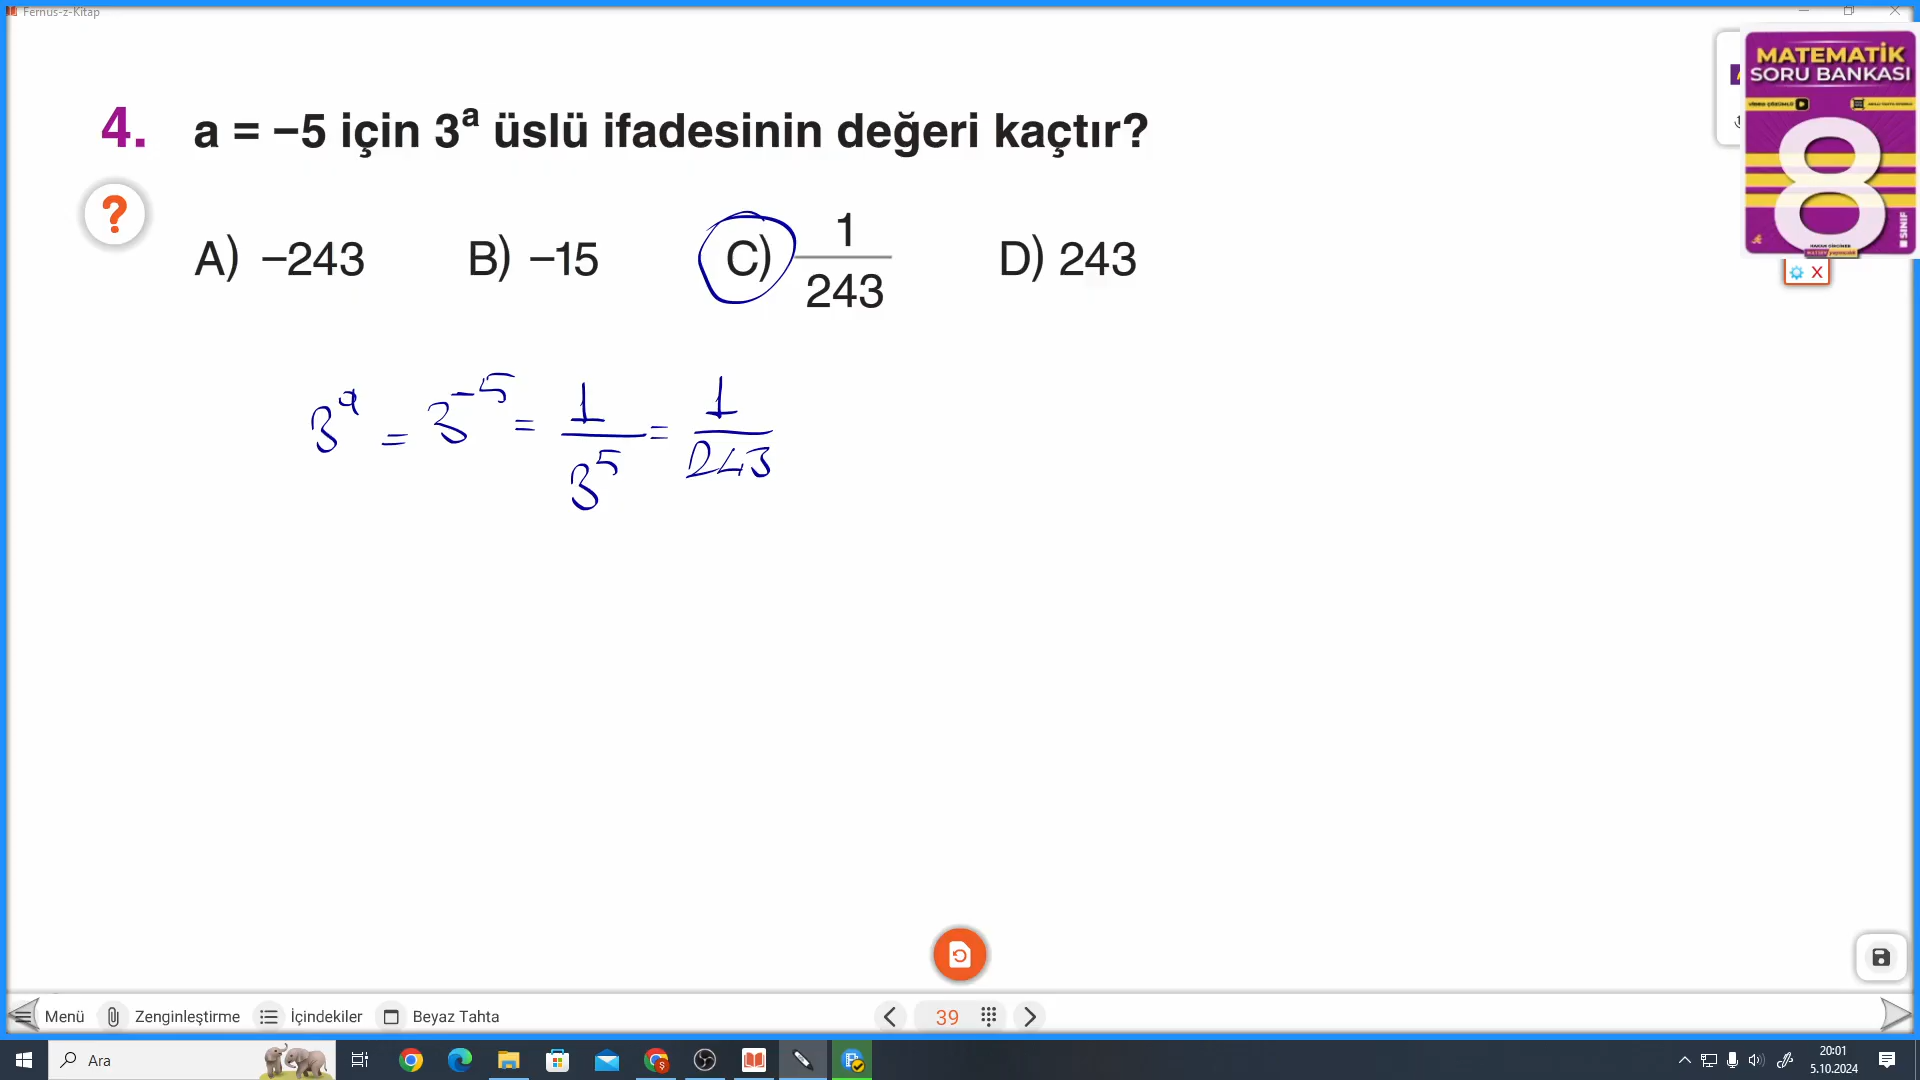 Fernus-z-Kitap
MATEMATİK
SORU BANKASI
8
SINIF
4. a = −5 için 3ᵃ üslü ifadesinin değeri kaçtır?
?
A) −243 B) −15 C) 1/243 D) 243
X
3ᵃ = 3⁻⁵ = 1/3⁵ = 1/243
Menü Zenginleştirme İçindekiler Beyaz Tahta 39
Ara
20:01
5.10.2024